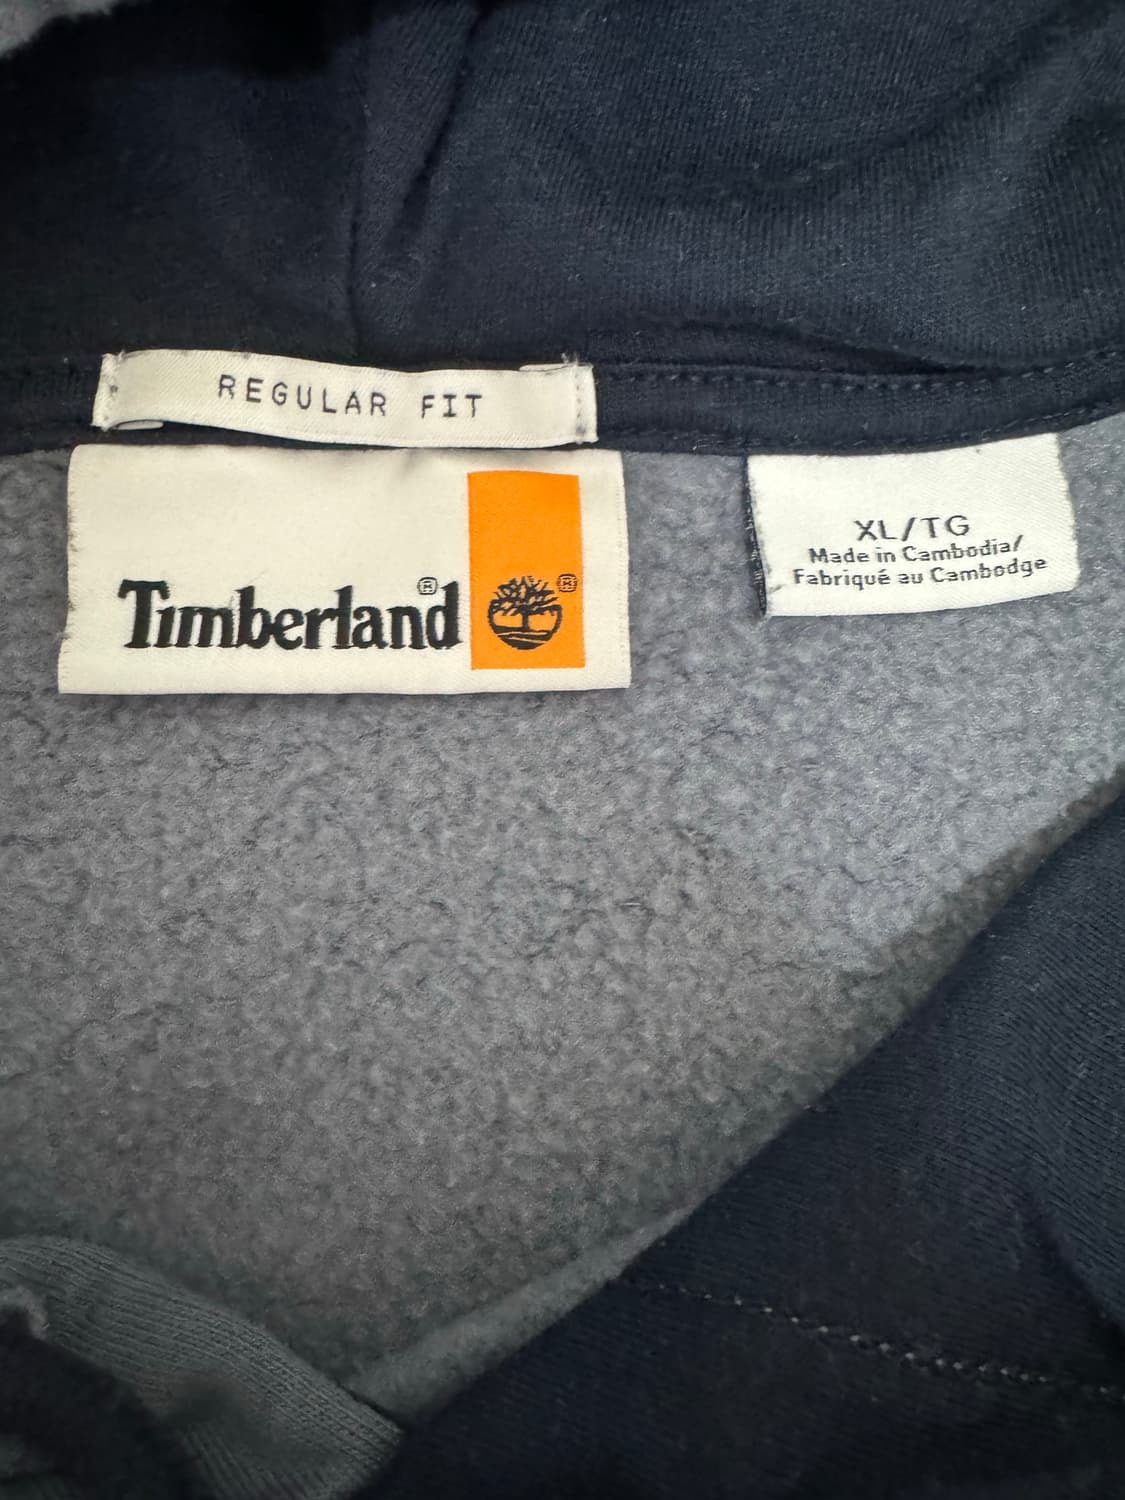 REGULAR FIT
Timberland®
®
XL/TG
Made in Cambodia/
Fabriqué au Cambodge